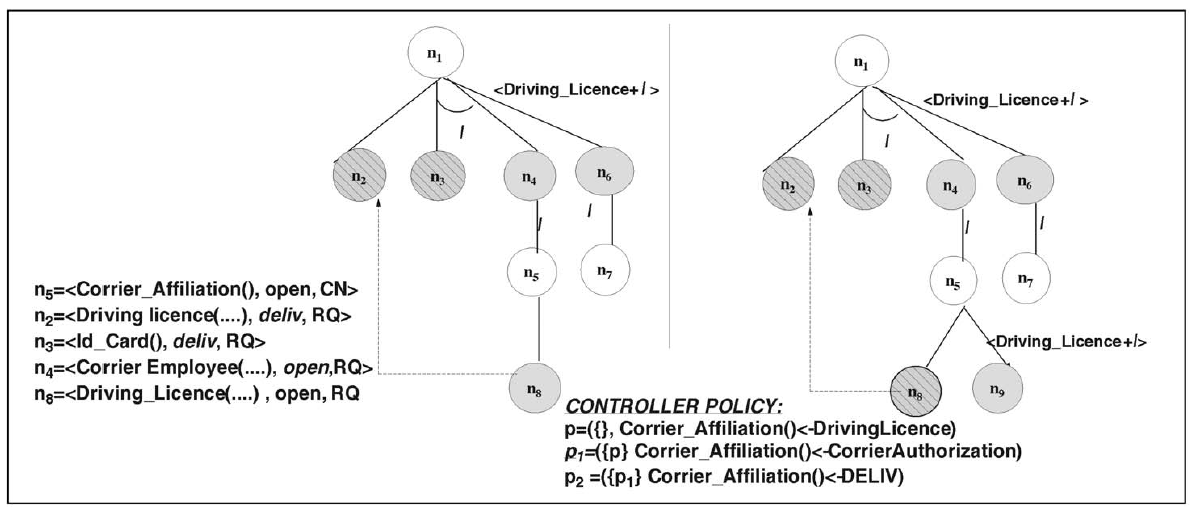 n1
<Driving_Licence+/ >
l
n2
n3
n4
n6
l
l
n5
n7
n8
n5=<Corrier_Affiliation(), open, CN>
n2=<Driving licence(....), deliv, RQ>
n3=<Id_Card(), deliv, RQ>
n4=<Corrier Employee(....), open,RQ>
n8=<Driving_Licence(....) , open, RQ
n1
<Driving_Licence+/ >
l
n2
n3
n4
n6
l
l
n5
n7
<Driving_Licence+/>
n8
n9
CONTROLLER POLICY:
p=({}, Corrier_Affiliation()<-DrivingLicence)
p1=({p} Corrier_Affiliation()<-CorrierAuthorization)
p2 =({p1} Corrier_Affiliation()<-DELIV)